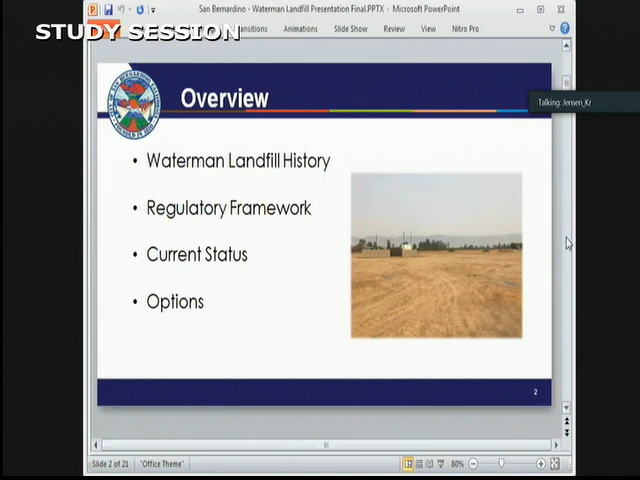 San Bernardino - Waterman Landfill Presentation Final.PPTX - Microsoft PowerPoint
STUDY SESSION
Animations Slide Show Review View Nitro Pro
Talking: Jensen_Kr
Overview
• Waterman Landfill History
• Regulatory Framework
• Current Status
• Options
2
Slide 2 of 21 "Office Theme" 80%